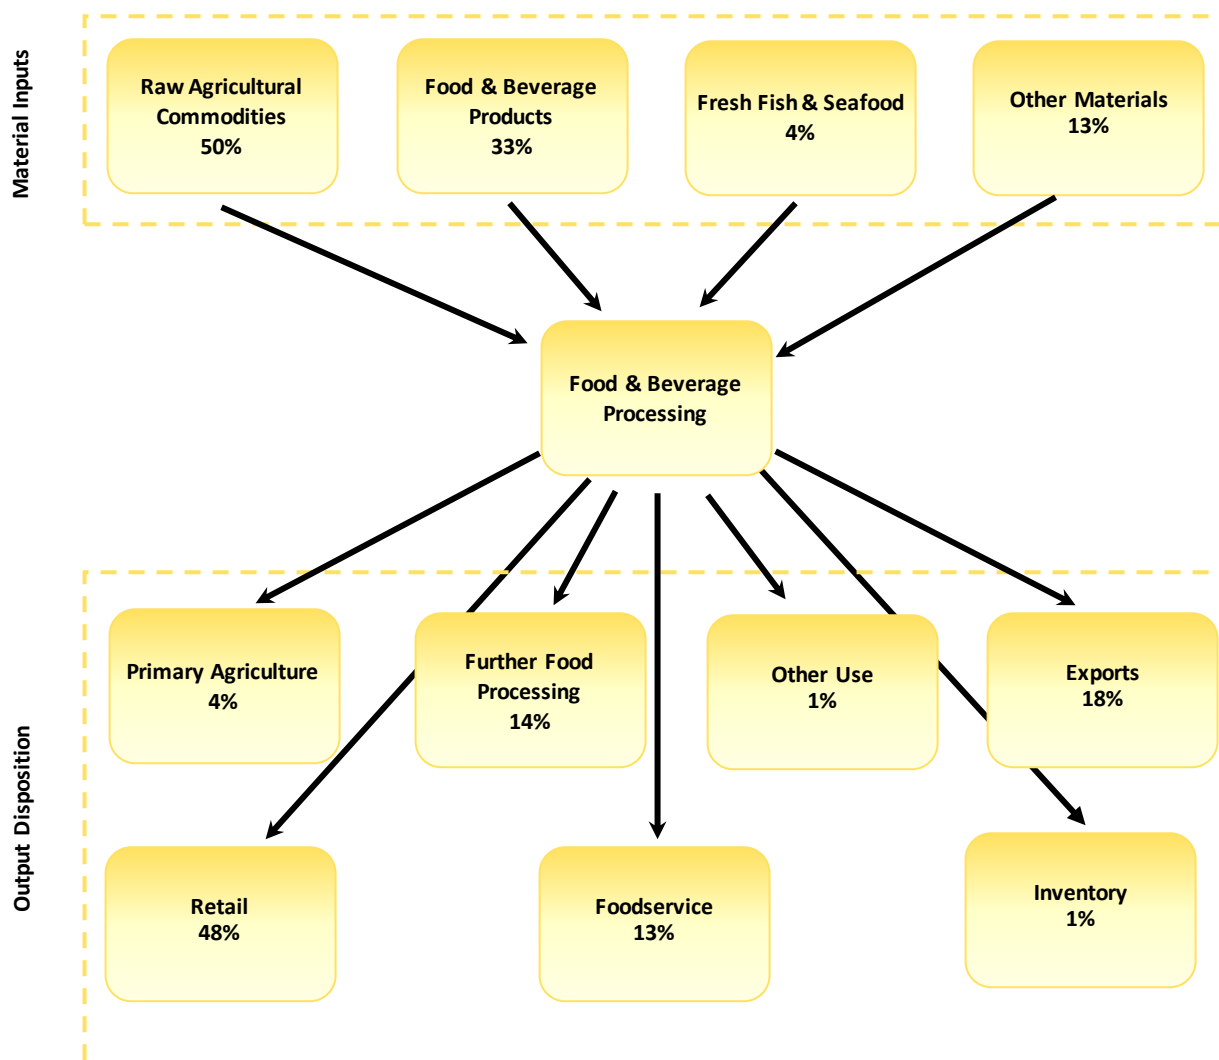 Material Inputs
Raw Agricultural
Commodities
50%
Food & Beverage
Products
33%
Fresh Fish & Seafood
4%
Other Materials
13%
Food & Beverage
Processing
Output Disposition
Primary Agriculture
4%
Further Food
Processing
14%
Other Use
1%
Exports
18%
Retail
48%
Foodservice
13%
Inventory
1%